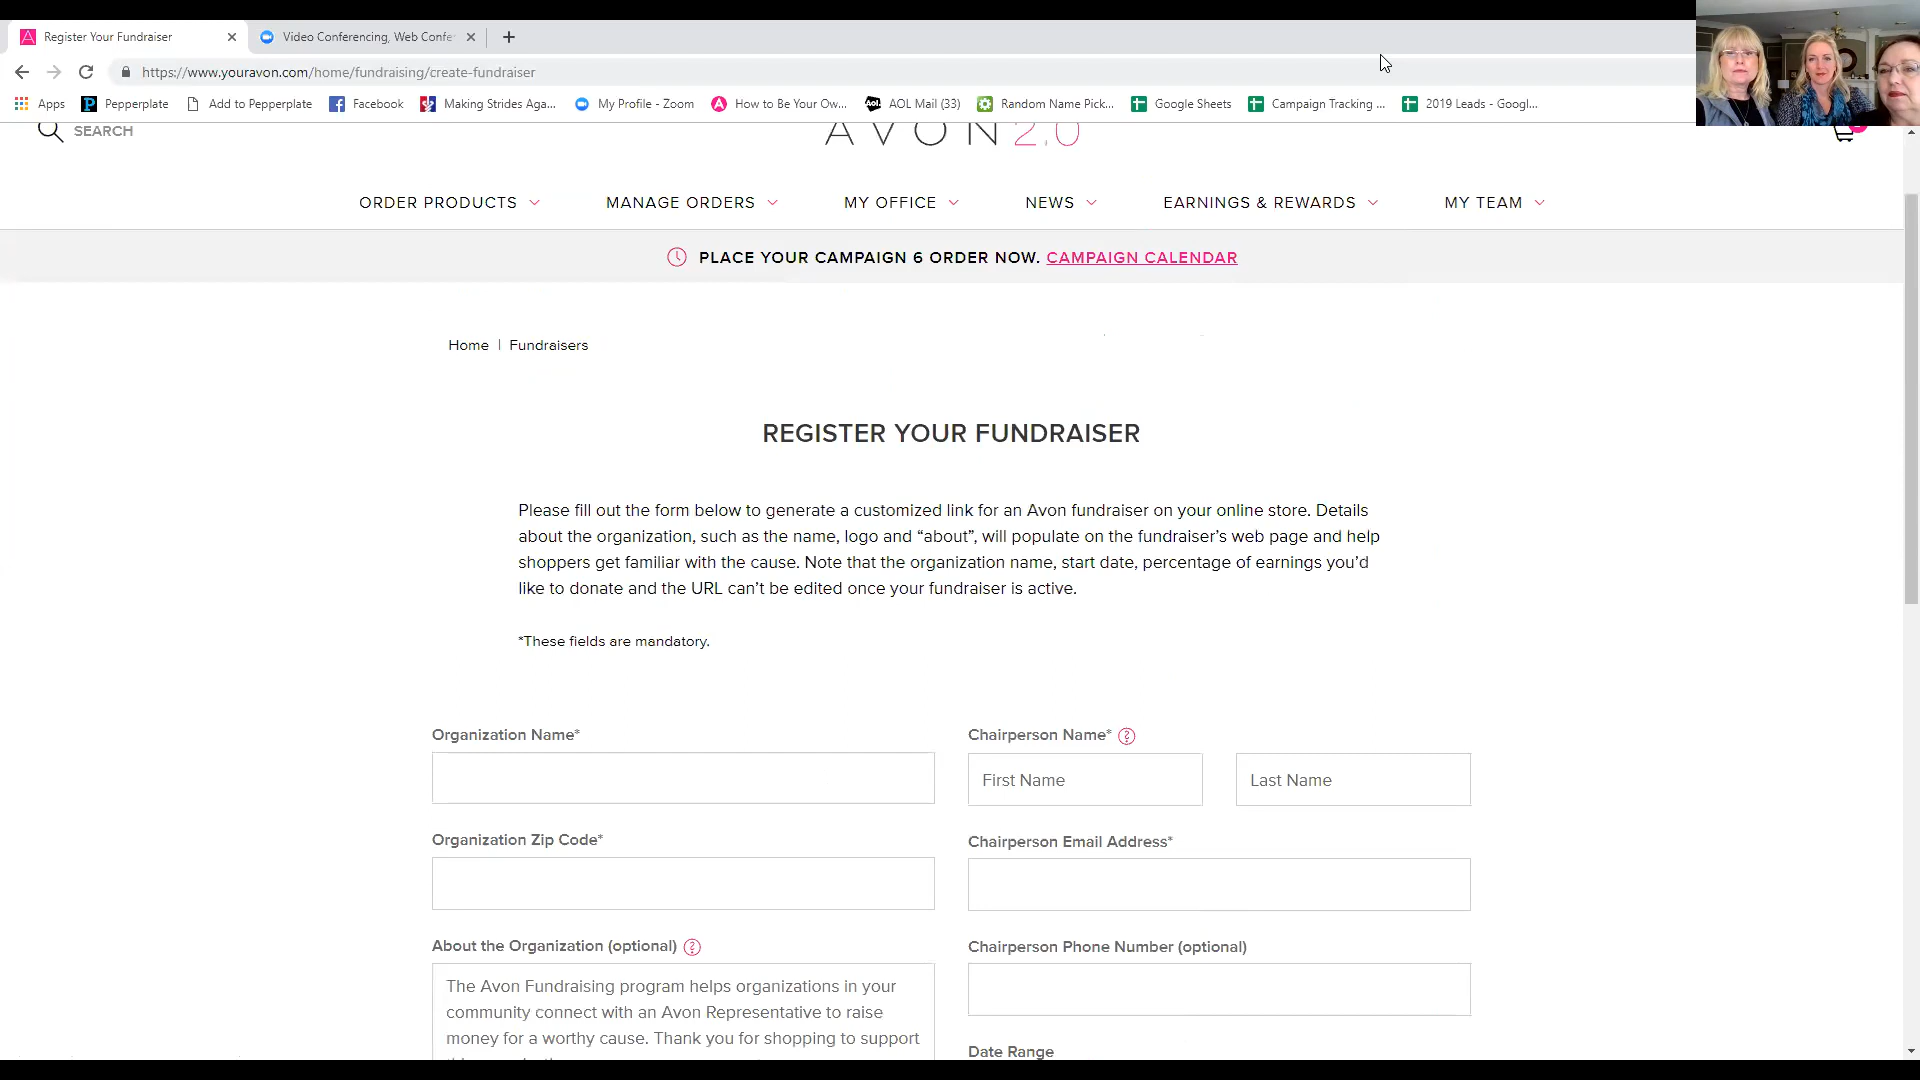 Register Your Fundraiser
Video Conferencing, Web Confe
https://www.youravon.com/home/fundraising/create-fundraiser
Apps Pepperplate Add to Pepperplate Facebook Making Strides Aga... My Profile - Zoom How to Be Your Ow... AOL Mail (33) Random Name Pick... Google Sheets Campaign Tracking ... 2019 Leads - Googl...
SEARCH
AVON 2.0
ORDER PRODUCTS MANAGE ORDERS MY OFFICE NEWS EARNINGS & REWARDS MY TEAM
PLACE YOUR CAMPAIGN 6 ORDER NOW. CAMPAIGN CALENDAR
Home | Fundraisers
REGISTER YOUR FUNDRAISER
Please fill out the form below to generate a customized link for an Avon fundraiser on your online store. Details
about the organization, such as the name, logo and “about”, will populate on the fundraiser’s web page and help
shoppers get familiar with the cause. Note that the organization name, start date, percentage of earnings you’d
like to donate and the URL can’t be edited once your fundraiser is active.
*These fields are mandatory.
Organization Name*
Chairperson Name* ?
First Name
Last Name
Organization Zip Code*
Chairperson Email Address*
About the Organization (optional) ?
Chairperson Phone Number (optional)
The Avon Fundraising program helps organizations in your
community connect with an Avon Representative to raise
money for a worthy cause. Thank you for shopping to support
Date Range